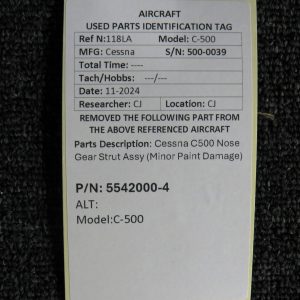 AIRCRAFT
USED PARTS IDENTIFICATION TAG
Ref N:118LA Model: C-500
MFG: Cessna S/N: 500-0039
Total Time: ----
Tach/Hobbs: ---/---
Date: 11-2024
Researcher: CJ Location: CJ
REMOVED THE FOLLOWING PART FROM
THE ABOVE REFERENCED AIRCRAFT
Parts Description: Cessna C500 Nose
Gear Strut Assy (Minor Paint Damage)
P/N: 5542000-4
ALT:
Model:C-500